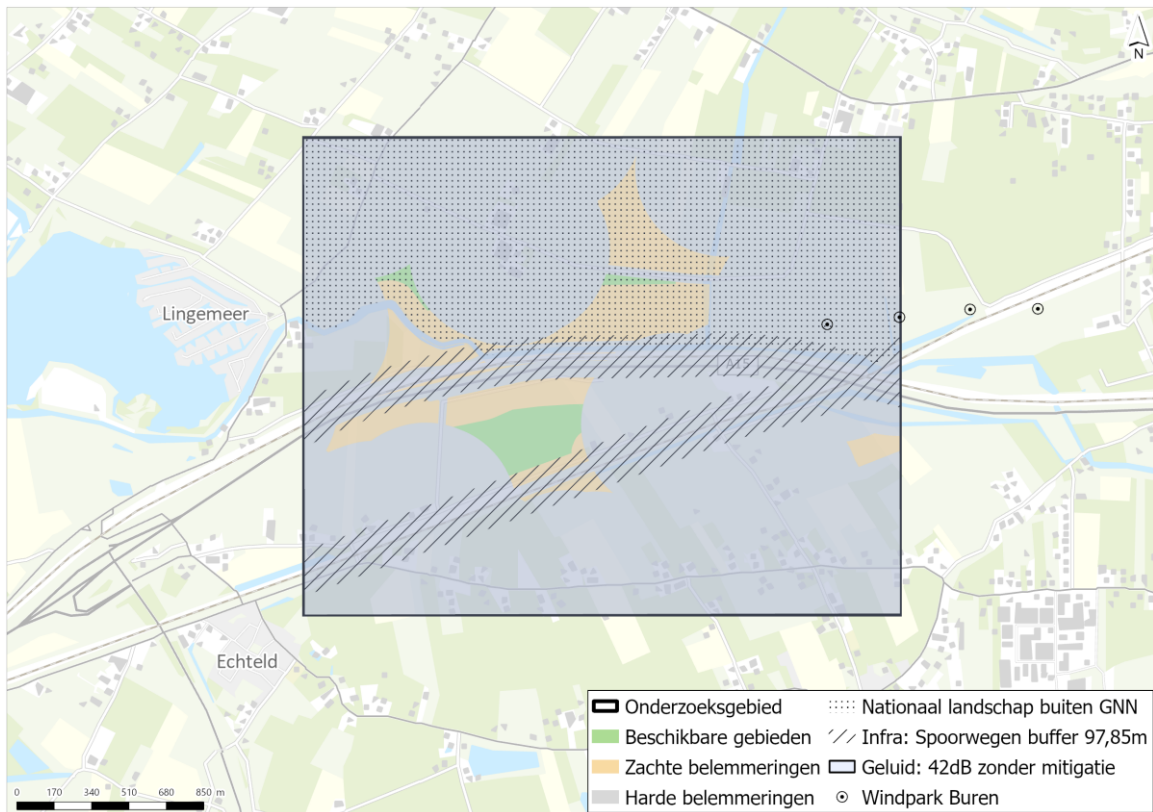 N
Lingemeer
A15
Echteld
Onderzoeksgebied
Beschikbare gebieden
Zachte belemmeringen
Harde belemmeringen
Nationaal landschap buiten GNN
Infra: Spoorwegen buffer 97,85m
Geluid: 42dB zonder mitigatie
Windpark Buren
0 170 340 510 680 850 m